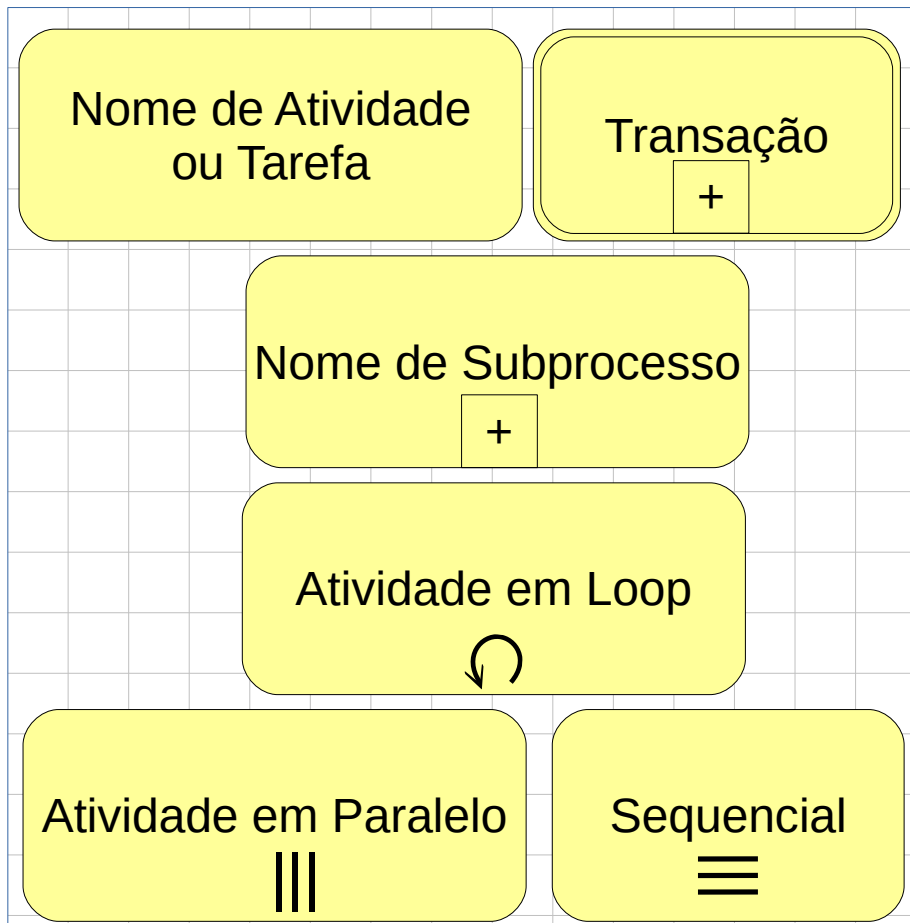 Nome de Atividade
ou Tarefa
Transação
+
Nome de Subprocesso
+
Atividade em Loop
Atividade em Paralelo
Sequencial